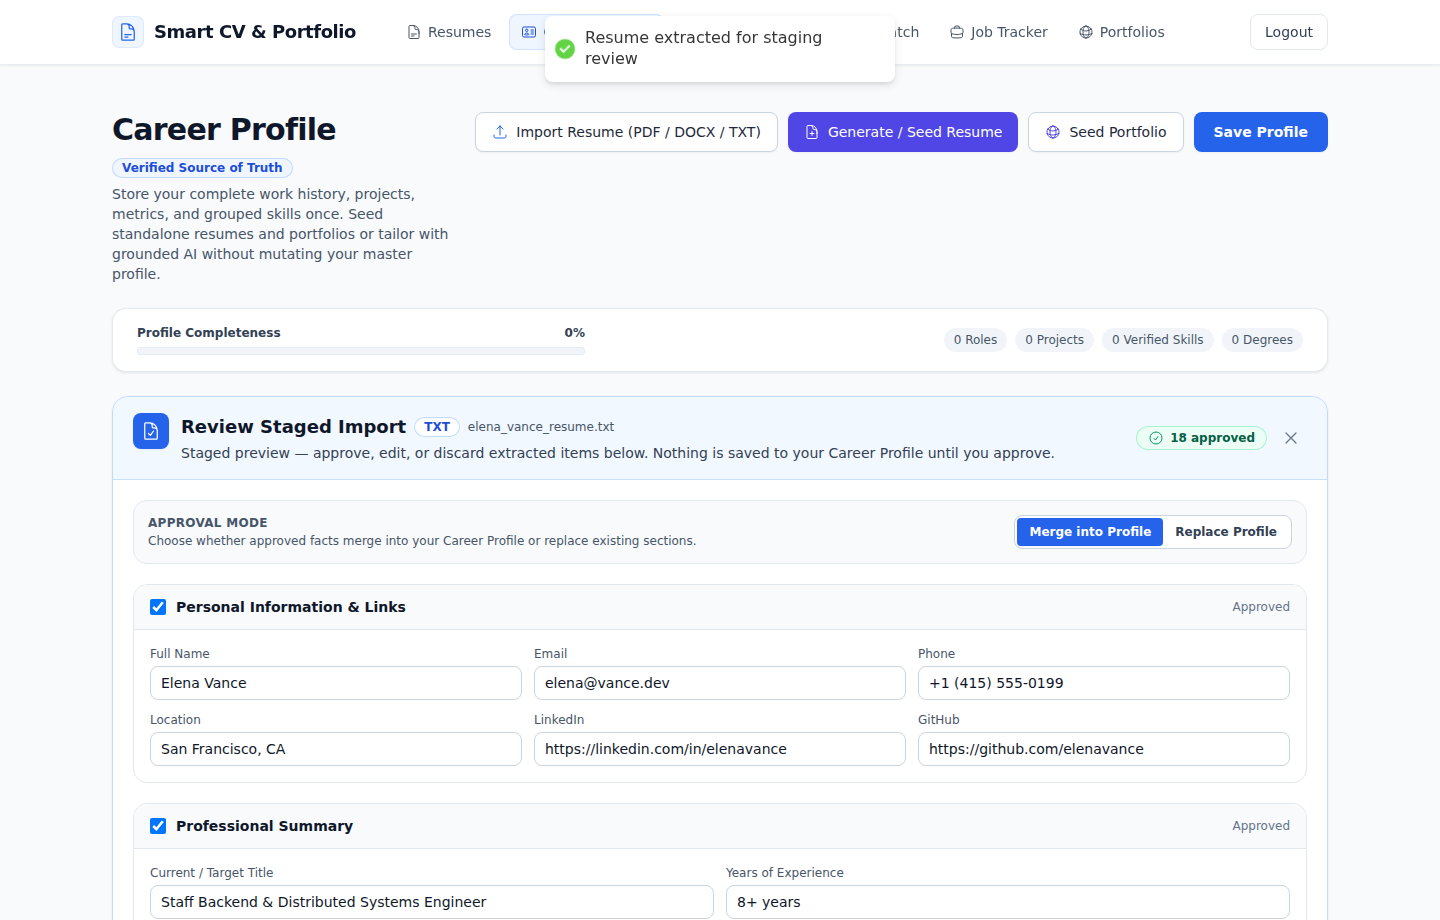 Smart CV & Portfolio
Resumes
Job Tracker
Portfolios
Logout
Resume extracted for staging
review
Career Profile
Verified Source of Truth
Store your complete work history, projects,
metrics, and grouped skills once. Seed
standalone resumes and portfolios or tailor with
grounded AI without mutating your master
profile.
Import Resume (PDF / DOCX / TXT)
Generate / Seed Resume
Seed Portfolio
Save Profile
Profile Completeness
0%
0 Roles
0 Projects
0 Verified Skills
0 Degrees
Review Staged Import
TXT
elena_vance_resume.txt
Staged preview — approve, edit, or discard extracted items below. Nothing is saved to your Career Profile until you approve.
18 approved
APPROVAL MODE
Choose whether approved facts merge into your Career Profile or replace existing sections.
Merge into Profile
Replace Profile
Personal Information & Links
Approved
Full Name
Email
Phone
Elena Vance
elena@vance.dev
+1 (415) 555-0199
Location
LinkedIn
GitHub
San Francisco, CA
https://linkedin.com/in/elenavance
https://github.com/elenavance
Professional Summary
Approved
Current / Target Title
Years of Experience
Staff Backend & Distributed Systems Engineer
8+ years